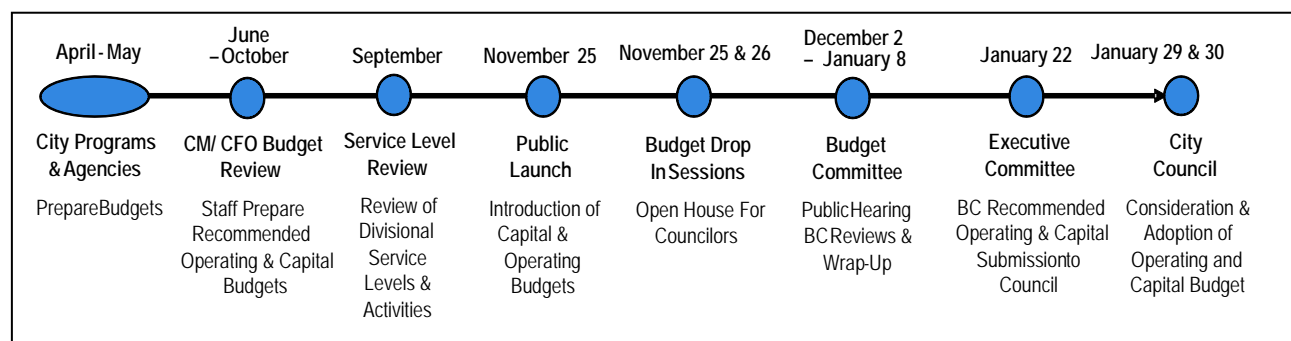 April - May
City Programs
& Agencies
PrepareBudgets
June
– October
CM/ CFO Budget
Review
Staff Prepare
Recommended
Operating & Capital
Budgets
September
Service Level
Review
Review of
Divisional
Service
Levels &
Activities
November 25
Public
Launch
Introduction of
Capital &
Operating
Budgets
November 25 & 26
Budget Drop
In Sessions
Open House For
Councilors
December 2
– January 8
Budget
Committee
Public Hearing
BC Reviews &
Wrap-Up
January 22
Executive
Committee
BC Recommended
Operating & Capital
Submissionto
Council
January 29 & 30
City
Council
Consideration &
Adoption of
Operating and
Capital Budget